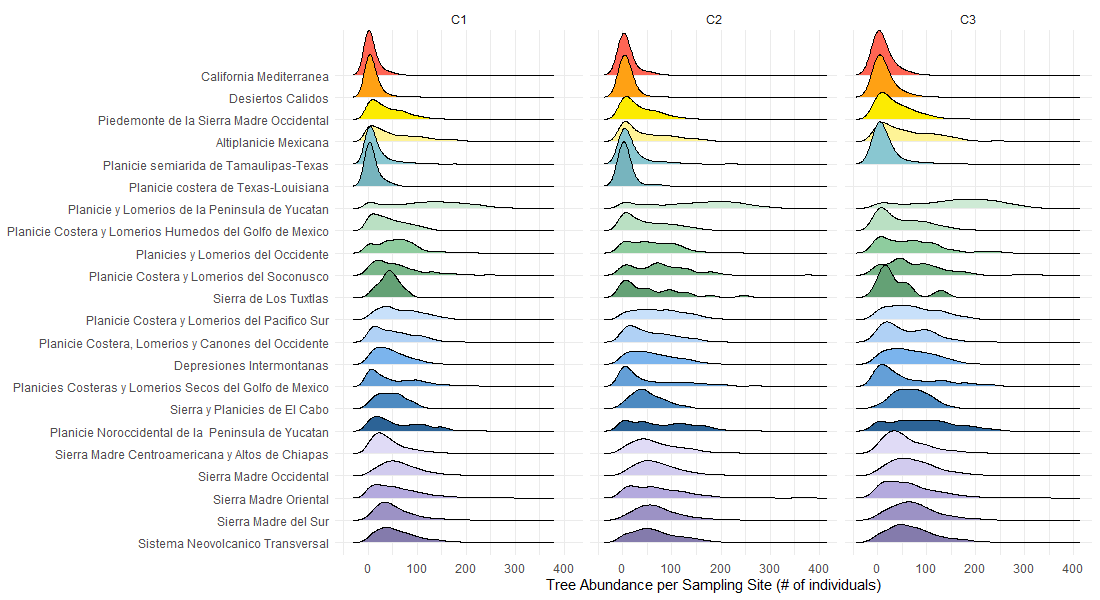 C1 C2 C3
California Mediterranea
Desiertos Calidos
Piedemonte de la Sierra Madre Occidental
Altiplanicie Mexicana
Planicie semiarida de Tamaulipas-Texas
Planicie costera de Texas-Louisiana
Planicie y Lomerios de la Peninsula de Yucatan
Planicie Costera y Lomerios Humedos del Golfo de Mexico
Planicies y Lomerios del Occidente
Planicie Costera y Lomerios del Soconusco
Sierra de Los Tuxtlas
Planicie Costera y Lomerios del Pacifico Sur
Planicie Costera, Lomerios y Canones del Occidente
Depresiones Intermontanas
Planicies Costeras y Lomerios Secos del Golfo de Mexico
Sierra y Planicies de El Cabo
Planicie Noroccidental de la Peninsula de Yucatan
Sierra Madre Centroamericana y Altos de Chiapas
Sierra Madre Occidental
Sierra Madre Oriental
Sierra Madre del Sur
Sistema Neovolcanico Transversal
0 100 200 300 400 0 100 200 300 400 0 100 200 300 400
Tree Abundance per Sampling Site (# of individuals)